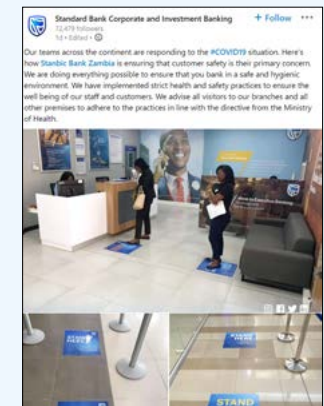 Standard Bank Corporate and Investment Banking
+ Follow
72,479 followers
1d • Edited •
Our teams across the continent are responding to the #COVID19 situation. Here's
how Stanbic Bank Zambia is ensuring that customer safety is their primary concern.
We are doing everything possible to ensure that you bank in a safe and hygienic
environment. We have implemented strict health and safety practices to ensure the
well being of our staff and customers. We advise all visitors to our branches and all
other premises to adhere to the practices in line with the directive from the Ministry
of Health.
STAND
HERE
STAND
HERE
STAND